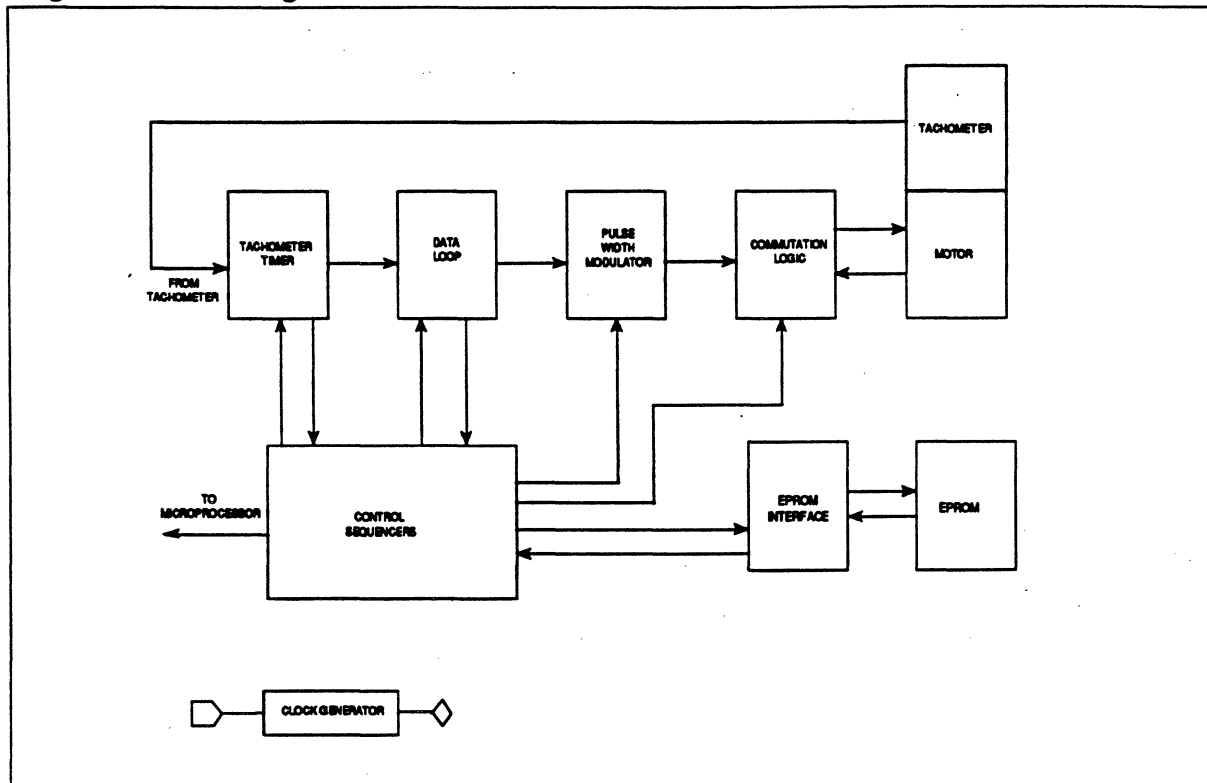 TACHOMETER
TACHOMETER
TIMER
DATA
LOOP
PULSE
WIDTH
MODULATOR
COMMUTATION
LOGIC
MOTOR
FROM
TACHOMETER
TO
MICROPROCESSOR
CONTROL
SEQUENCERS
EPROM
INTERFACE
EPROM
CLOCK GENERATOR